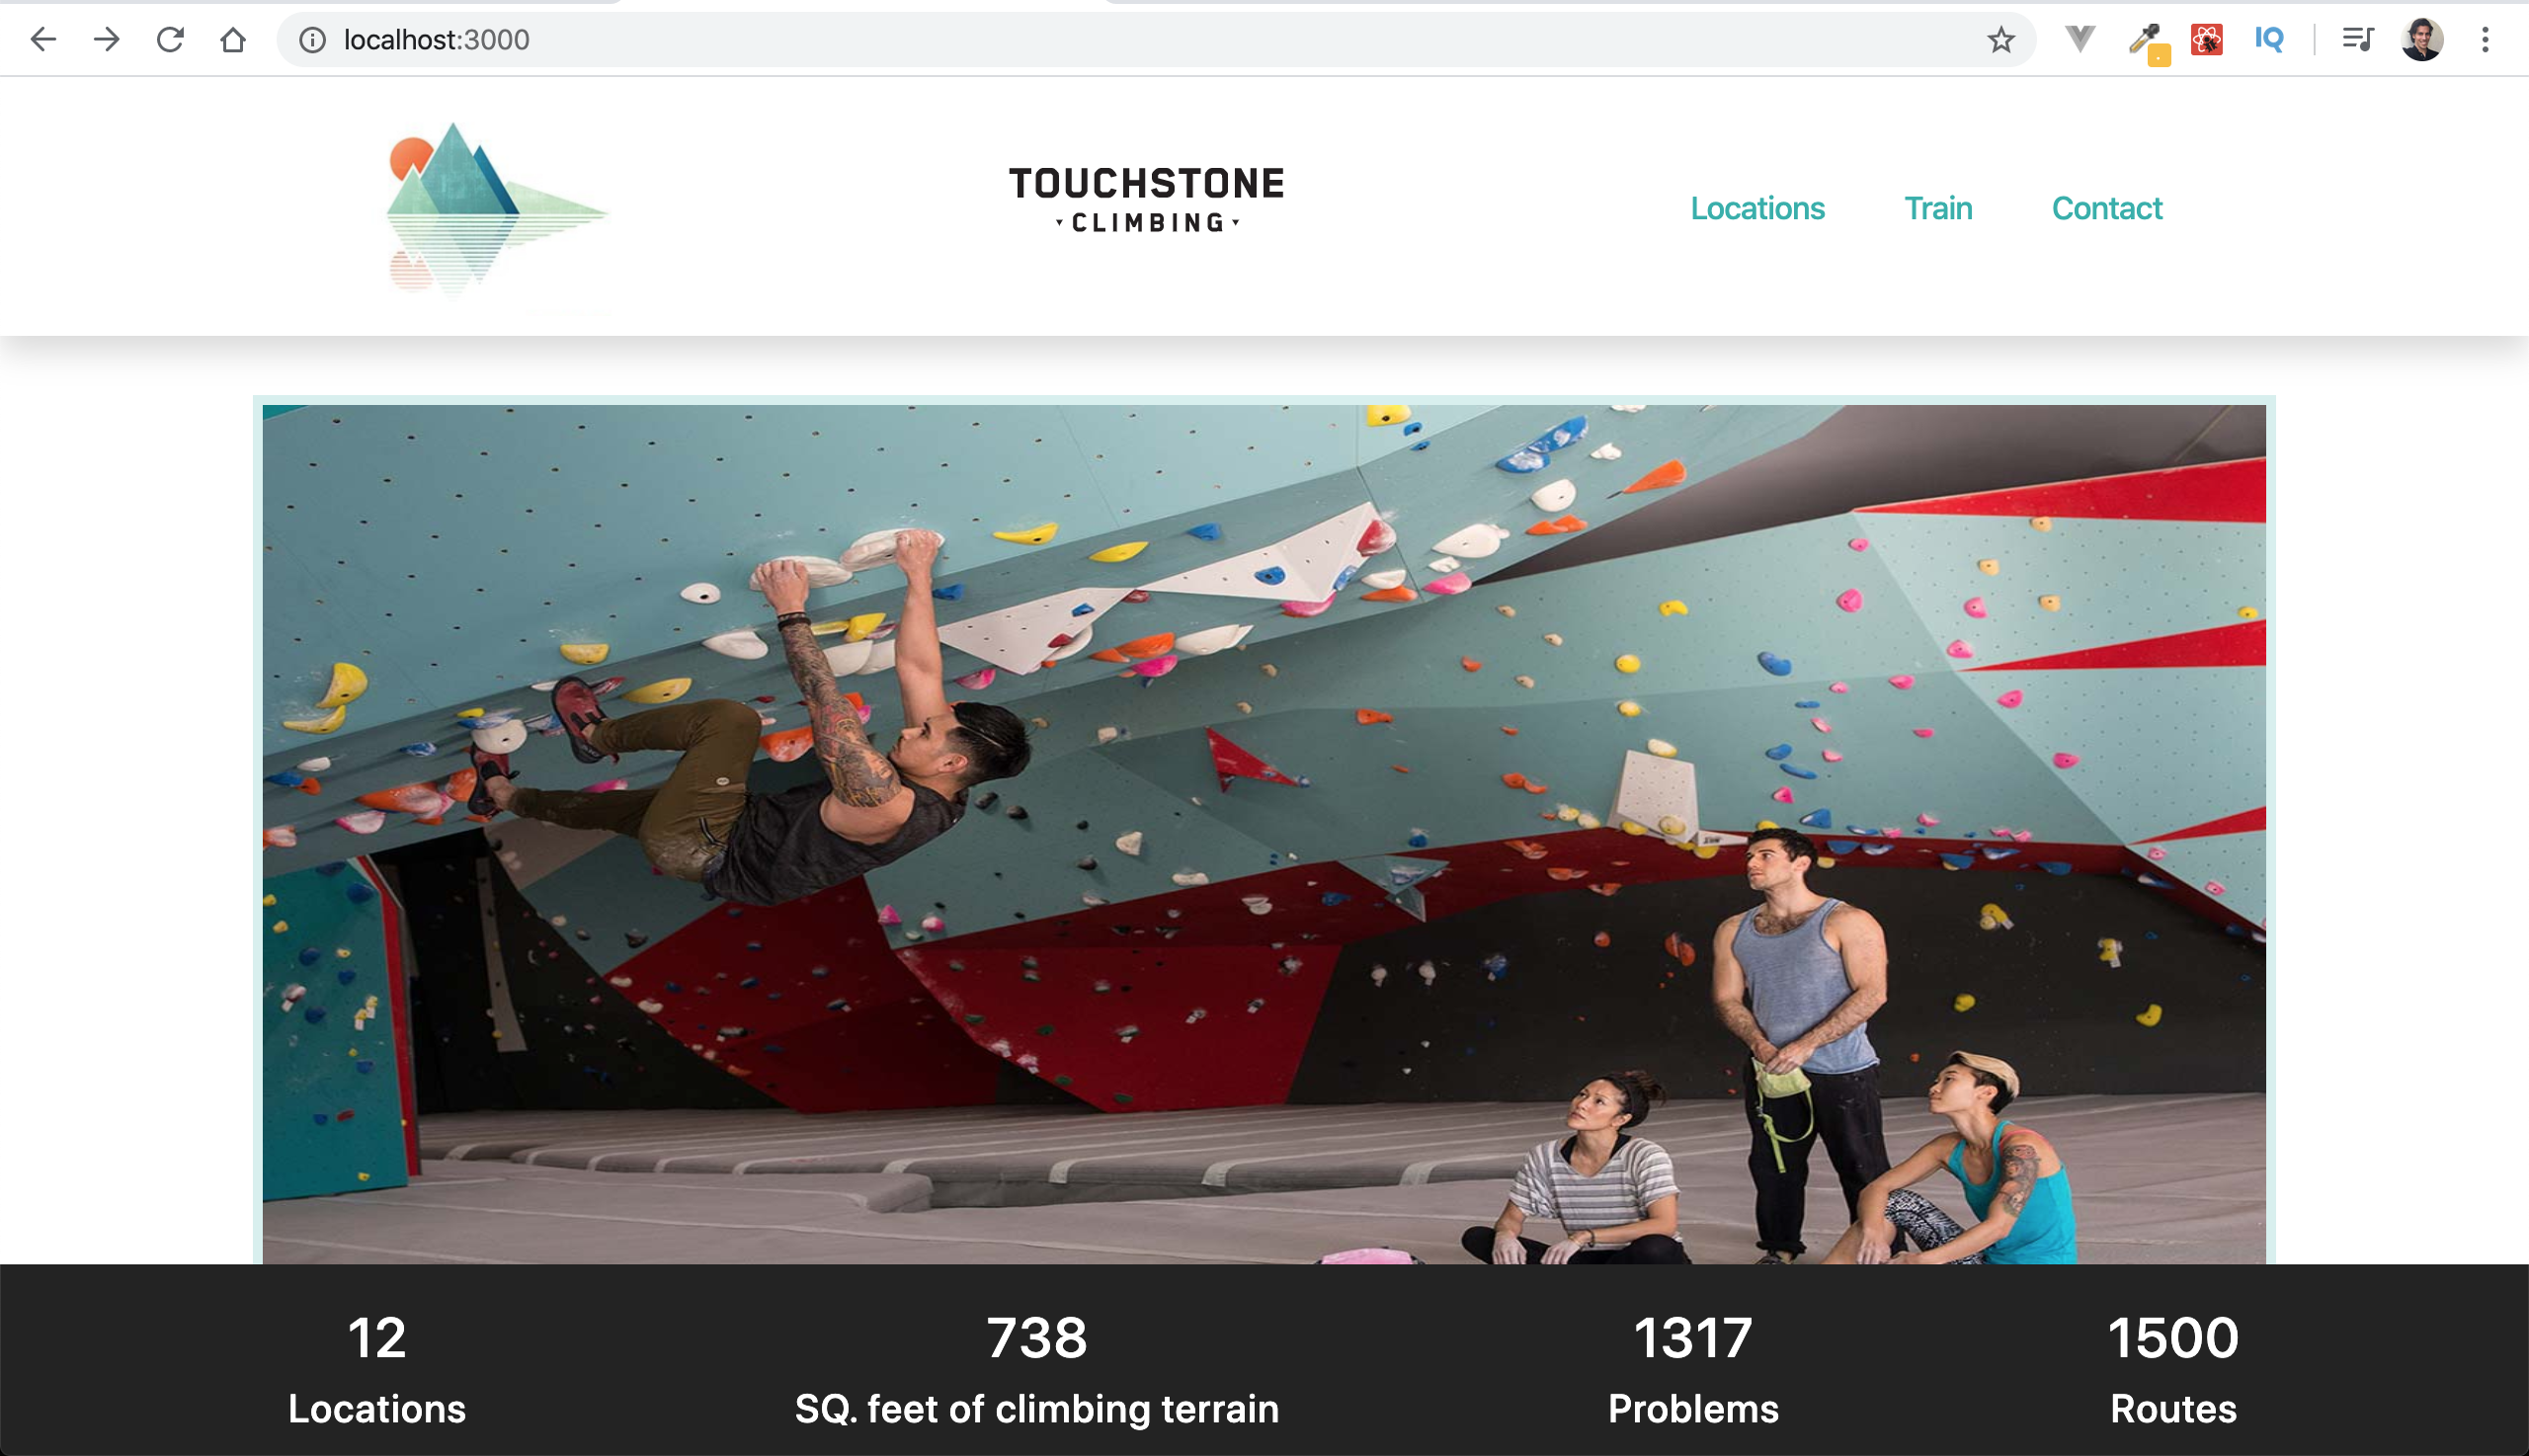 localhost:3000
IQ
TOUCHSTONE
CLIMBING
Locations Train Contact
12 738 1317 1500
Locations SQ. feet of climbing terrain Problems Routes